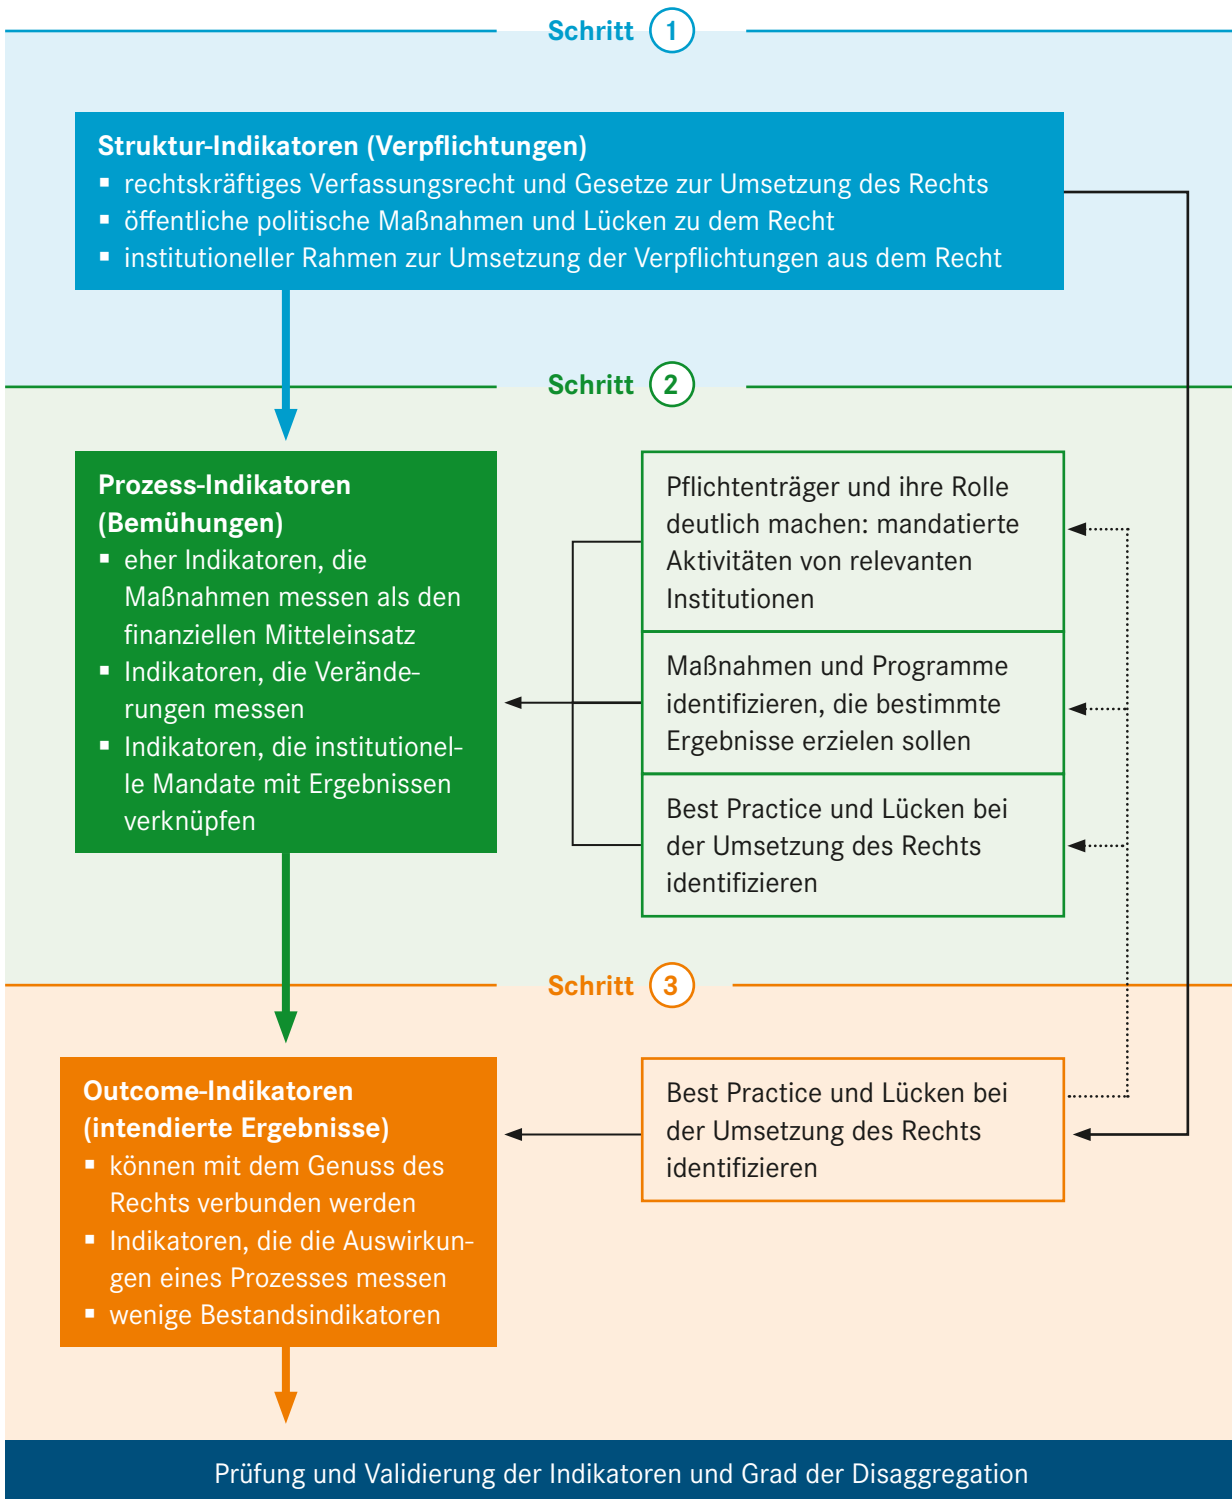 Schritt 1
Struktur-Indikatoren (Verpflichtungen)
▪ rechtskräftiges Verfassungsrecht und Gesetze zur Umsetzung des Rechts
▪ öffentliche politische Maßnahmen und Lücken zu dem Recht
▪ institutioneller Rahmen zur Umsetzung der Verpflichtungen aus dem Recht
Schritt 2
Prozess-Indikatoren
(Bemühungen)
▪ eher Indikatoren, die
Maßnahmen messen als den
finanziellen Mitteleinsatz
▪ Indikatoren, die Verände-
rungen messen
▪ Indikatoren, die institutionel-
le Mandate mit Ergebnissen
verknüpfen
Pflichtenträger und ihre Rolle
deutlich machen: mandatierte
Aktivitäten von relevanten
Institutionen
Maßnahmen und Programme
identifizieren, die bestimmte
Ergebnisse erzielen sollen
Best Practice und Lücken bei
der Umsetzung des Rechts
identifizieren
Schritt 3
Outcome-Indikatoren
(intendierte Ergebnisse)
▪ können mit dem Genuss des
Rechts verbunden werden
▪ Indikatoren, die die Auswirkun-
gen eines Prozesses messen
▪ wenige Bestandsindikatoren
Best Practice und Lücken bei
der Umsetzung des Rechts
identifizieren
Prüfung und Validierung der Indikatoren und Grad der Disaggregation